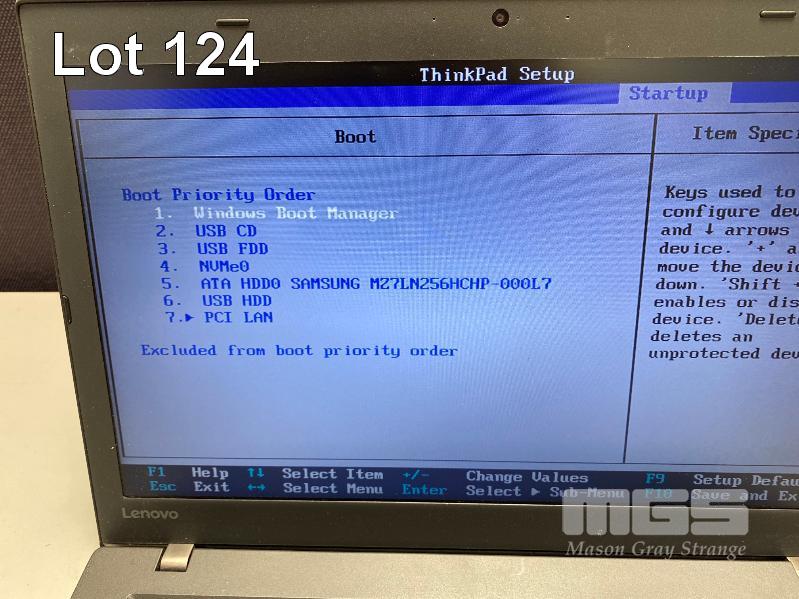 Lot 124
ThinkPad Setup
Startup
Boot
Item Spec
Boot Priority Order
1. Windows Boot Manager
2. USB CD
3. USB FDD
4. NVMe0
5. ATA HDD0 SAMSUNG MZ7LN256HCHP-000L7
6. USB HDD
7.▸ PCI LAN
Excluded from boot priority order
Keys used to
configure dev
and ↓ arrows
device. '+' a
move the devic
down. 'Shift +
enables or dis
device. 'Delete
deletes an
unprotected dev
F1 Help ↑↓ Select Item +/- Change Values F9 Setup Defau
Esc Exit ←→ Select Menu Enter Select ▸ Sub-Menu F10 Save and Ex
Lenovo
MGS
Mason Gray Strange